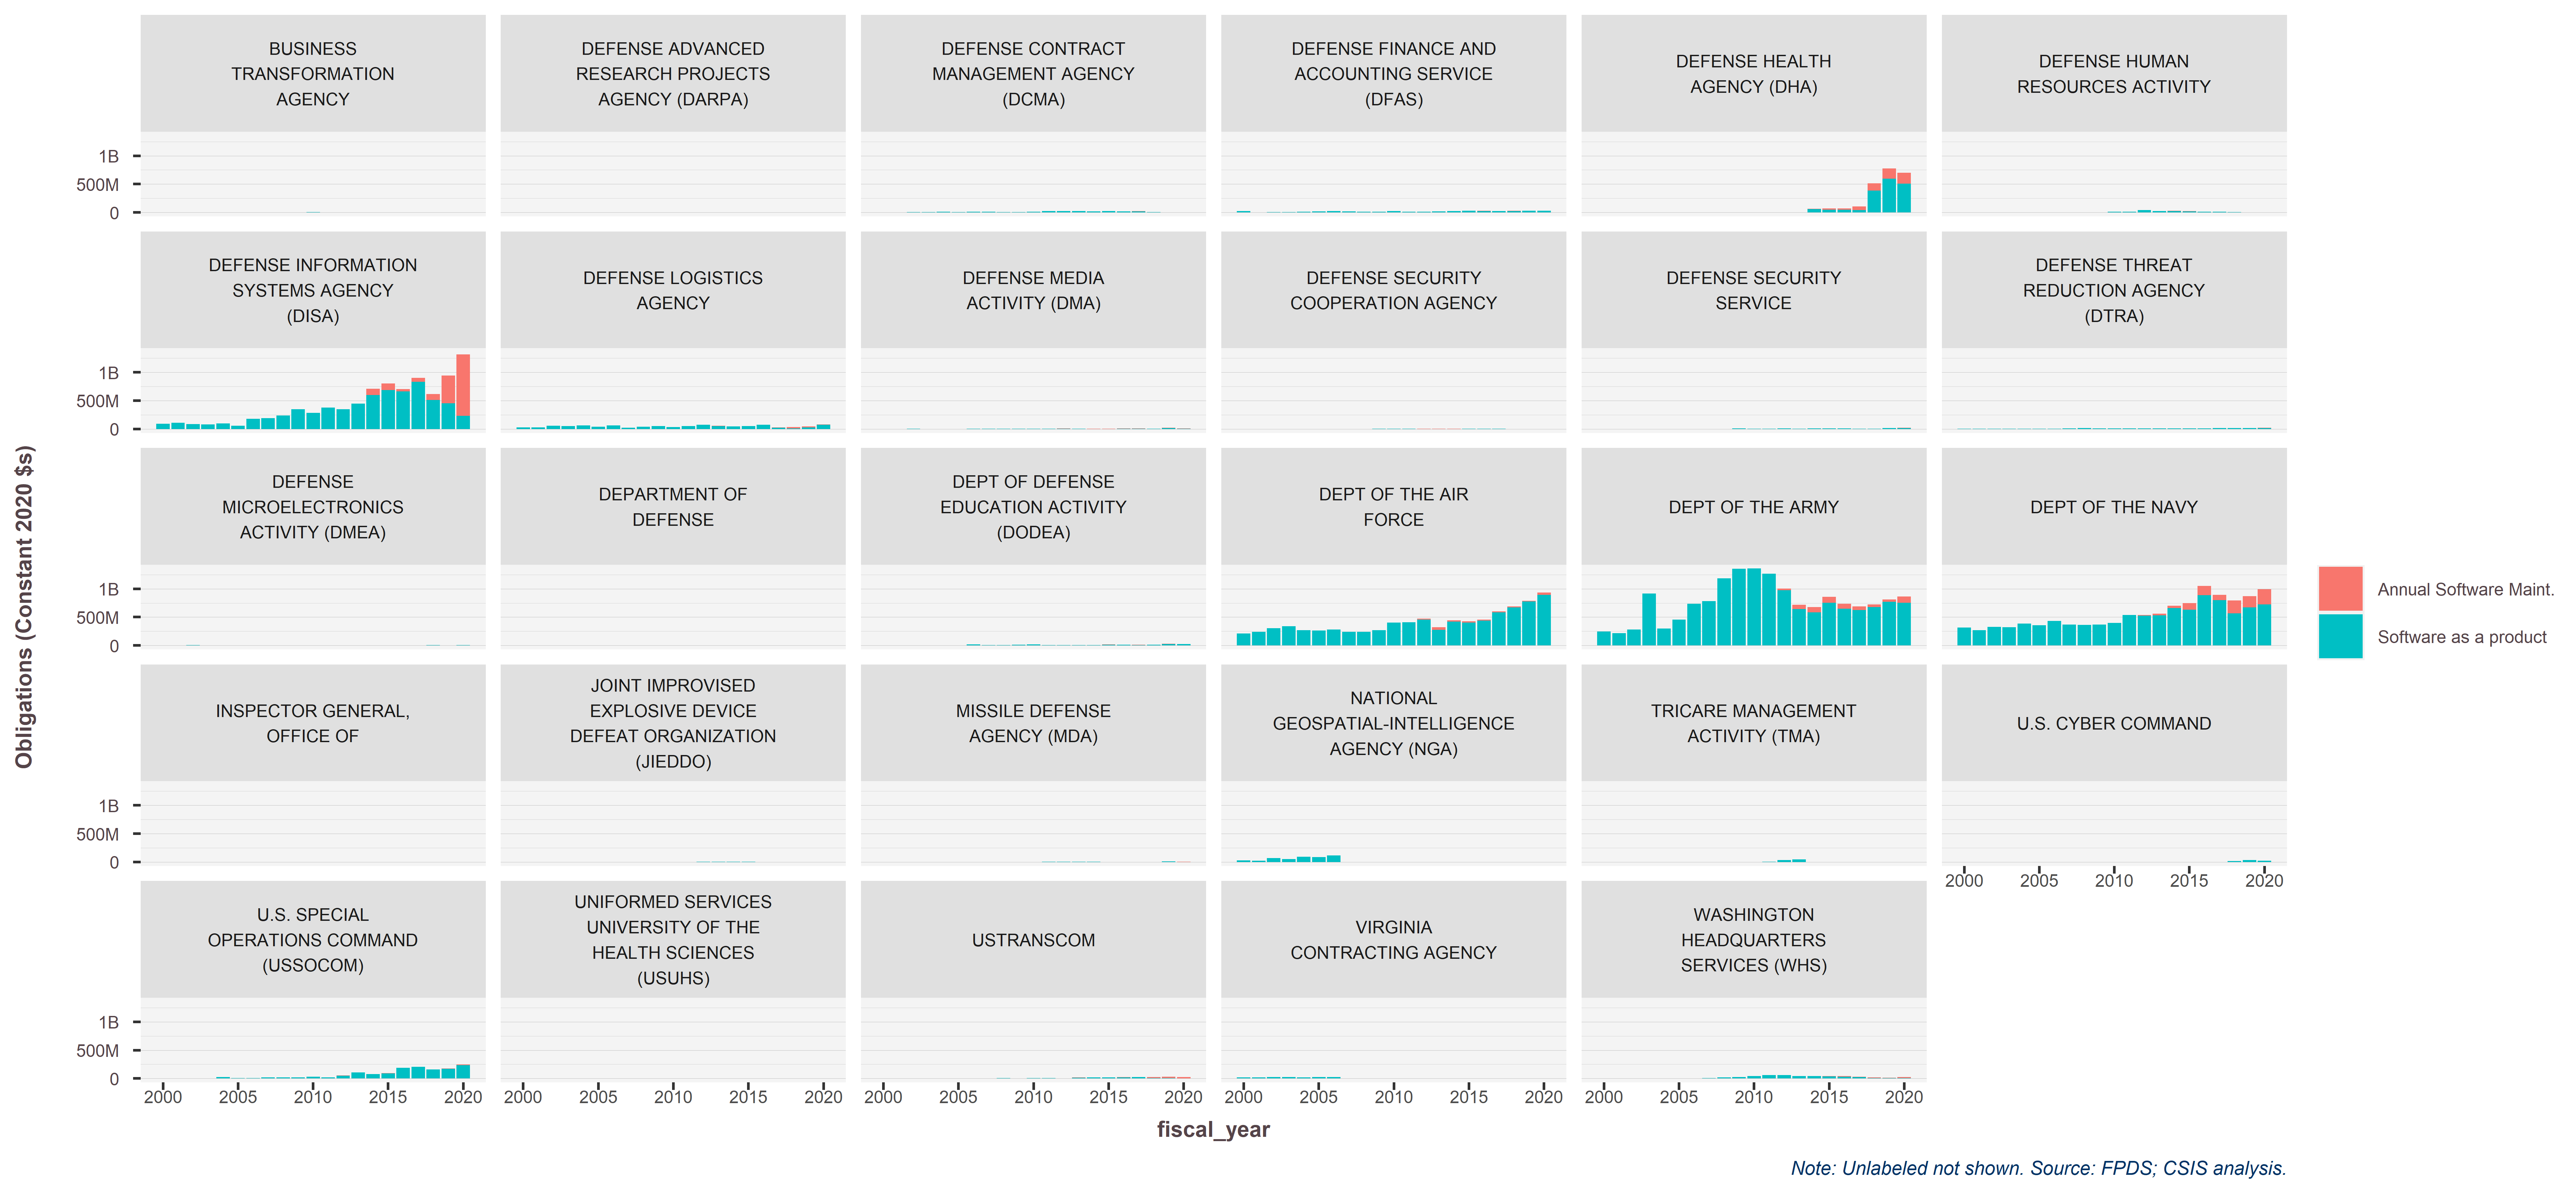 BUSINESS
TRANSFORMATION
AGENCY
DEFENSE ADVANCED
RESEARCH PROJECTS
AGENCY (DARPA)
DEFENSE CONTRACT
MANAGEMENT AGENCY
(DCMA)
DEFENSE FINANCE AND
ACCOUNTING SERVICE
(DFAS)
DEFENSE HEALTH
AGENCY (DHA)
DEFENSE HUMAN
RESOURCES ACTIVITY
1B
500M
0
DEFENSE INFORMATION
SYSTEMS AGENCY
(DISA)
DEFENSE LOGISTICS
AGENCY
DEFENSE MEDIA
ACTIVITY (DMA)
DEFENSE SECURITY
COOPERATION AGENCY
DEFENSE SECURITY
SERVICE
DEFENSE THREAT
REDUCTION AGENCY
(DTRA)
1B
500M
0
DEFENSE
MICROELECTRONICS
ACTIVITY (DMEA)
DEPARTMENT OF
DEFENSE
DEPT OF DEFENSE
EDUCATION ACTIVITY
(DODEA)
DEPT OF THE AIR
FORCE
DEPT OF THE ARMY
DEPT OF THE NAVY
1B
500M
0
INSPECTOR GENERAL,
OFFICE OF
JOINT IMPROVISED
EXPLOSIVE DEVICE
DEFEAT ORGANIZATION
(JIEDDO)
MISSILE DEFENSE
AGENCY (MDA)
NATIONAL
GEOSPATIAL-INTELLIGENCE
AGENCY (NGA)
TRICARE MANAGEMENT
ACTIVITY (TMA)
U.S. CYBER COMMAND
1B
500M
0
2000 2005 2010 2015 2020
U.S. SPECIAL
OPERATIONS COMMAND
(USSOCOM)
UNIFORMED SERVICES
UNIVERSITY OF THE
HEALTH SCIENCES
(USUHS)
USTRANSCOM
VIRGINIA
CONTRACTING AGENCY
WASHINGTON
HEADQUARTERS
SERVICES (WHS)
1B
500M
0
2000 2005 2010 2015 2020
2000 2005 2010 2015 2020
2000 2005 2010 2015 2020
2000 2005 2010 2015 2020
2000 2005 2010 2015 2020
Obligations (Constant 2020 $s)
fiscal_year
Annual Software Maint.
Software as a product
Note: Unlabeled not shown. Source: FPDS; CSIS analysis.